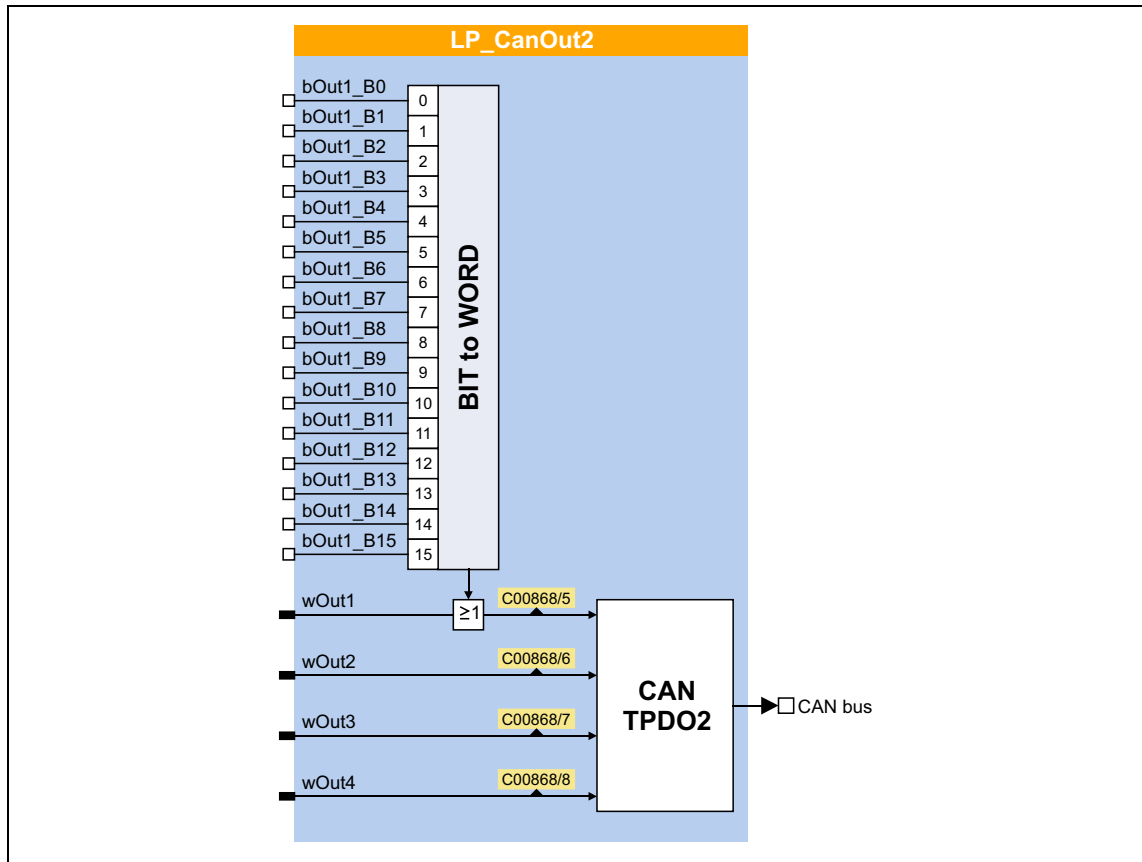 LP_CanOut2
bOut1_B0
0
bOut1_B1
1
bOut1_B2
2
bOut1_B3
3
bOut1_B4
4
bOut1_B5
5
bOut1_B6
6
bOut1_B7
7
bOut1_B8
8
bOut1_B9
9
bOut1_B10
10
bOut1_B11
11
bOut1_B12
12
bOut1_B13
13
bOut1_B14
14
bOut1_B15
15
BIT to WORD
wOut1
≥1
C00868/5
wOut2
C00868/6
wOut3
C00868/7
wOut4
C00868/8
CAN
TPDO2
CAN bus